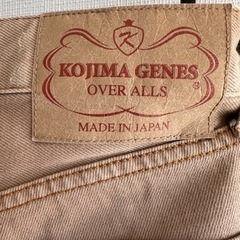 K
KOJIMA GENES
OVER ALLS
®
MADE IN JAPAN